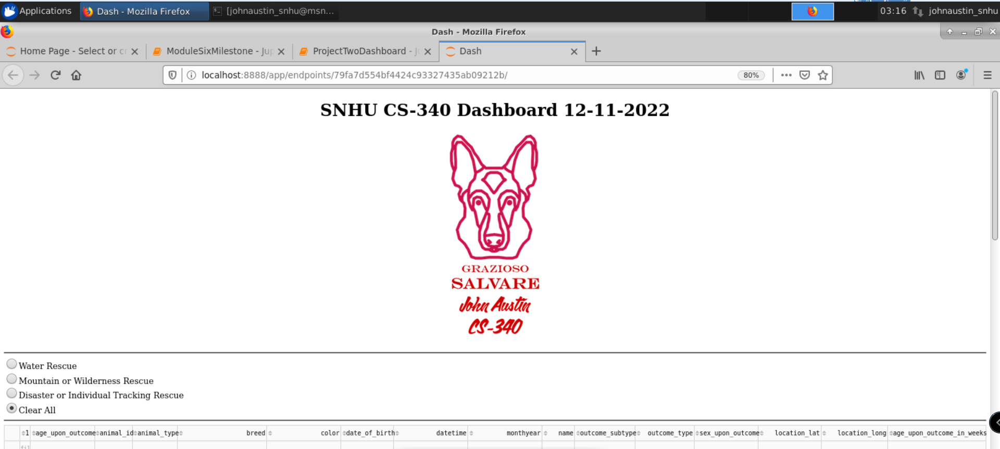 Applications
Dash - Mozilla Firefox
[johnaustin_snhu@msn...
03:16
johnaustin_snhu
Dash - Mozilla Firefox
Home Page - Select or cr
ModuleSixMilestone - Jup
ProjectTwoDashboard - J
Dash
localhost:8888/app/endpoints/79fa7d554bf4424c93327435ab09212b/
80%
SNHU CS-340 Dashboard 12-11-2022
GRAZIOSO
SALVARE
John Austin
CS-340
Water Rescue
Mountain or Wilderness Rescue
Disaster or Individual Tracking Rescue
Clear All
1 age_upon_outcome animal_id animal_type breed color date_of_birth datetime monthyear name outcome_subtype outcome_type sex_upon_outcome location_lat location_long age_upon_outcome_in_weeks